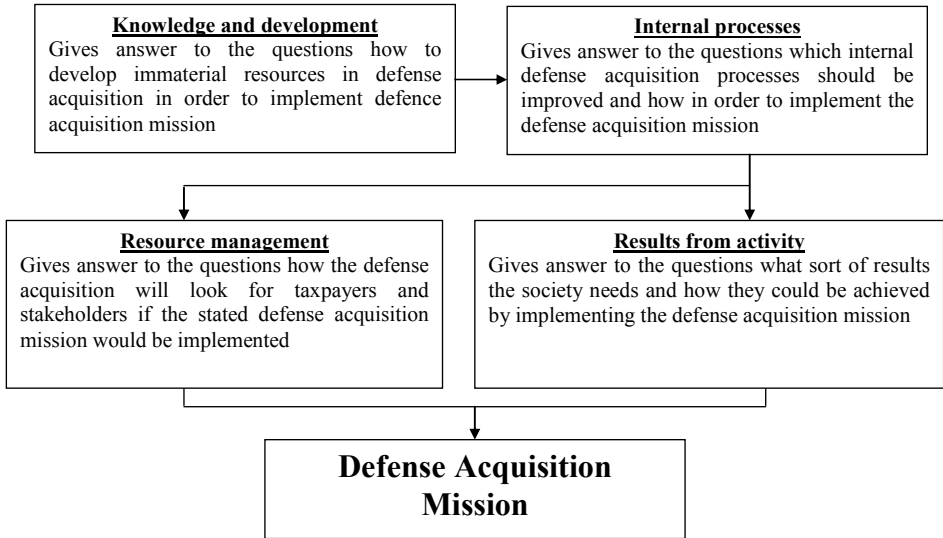 Knowledge and development
Gives answer to the questions how to
develop immaterial resources in defense
acquisition in order to implement defence
acquisition mission
Internal processes
Gives answer to the questions which internal
defense acquisition processes should be
improved and how in order to implement the
defense acquisition mission
Resource management
Gives answer to the questions how the defense
acquisition will look for taxpayers and
stakeholders if the stated defense acquisition
mission would be implemented
Results from activity
Gives answer to the questions what sort of results
the society needs and how they could be achieved
by implementing the defense acquisition mission
Defense Acquisition
Mission